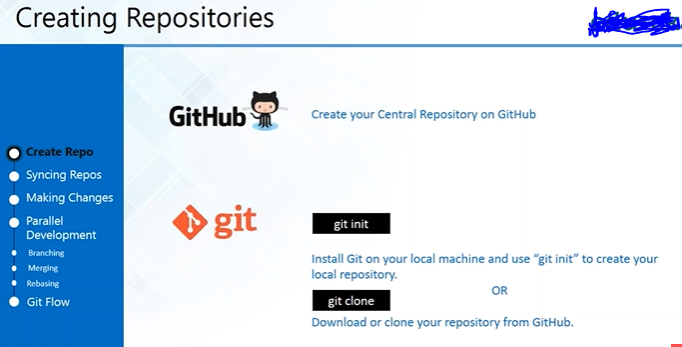 Creating Repositories
GitHub
Create your Central Repository on GitHub
Create Repo
Syncing Repos
Making Changes
Parallel
Development
Branching
Merging
Rebasing
Git Flow
git
git init
Install Git on your local machine and use “git init” to create your
local repository.
OR
git clone
Download or clone your repository from GitHub.